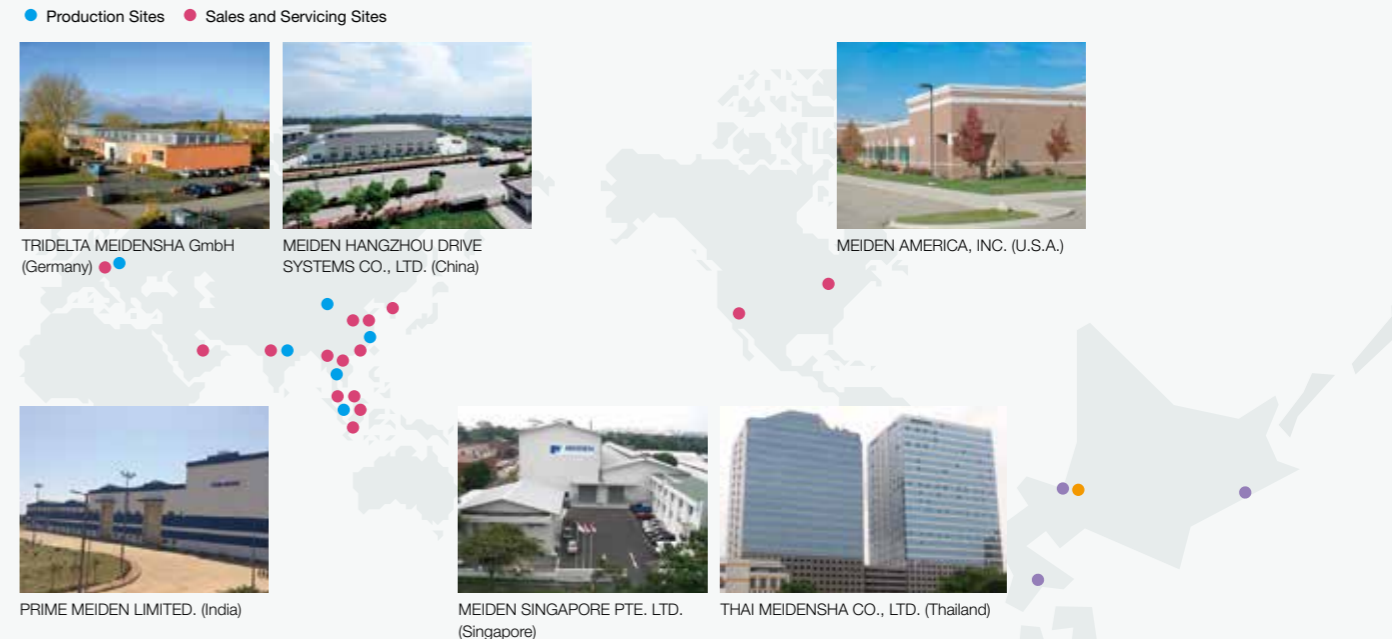 Production Sites Sales and Servicing Sites
TRIDELTA MEIDENSHA GmbH
(Germany)
MEIDEN HANGZHOU DRIVE
SYSTEMS CO., LTD. (China)
MEIDEN AMERICA, INC. (U.S.A.)
MEIDEN
PRIME MEIDEN LIMITED. (India)
MEIDEN SINGAPORE PTE. LTD.
(Singapore)
THAI MEIDENSHA CO., LTD. (Thailand)